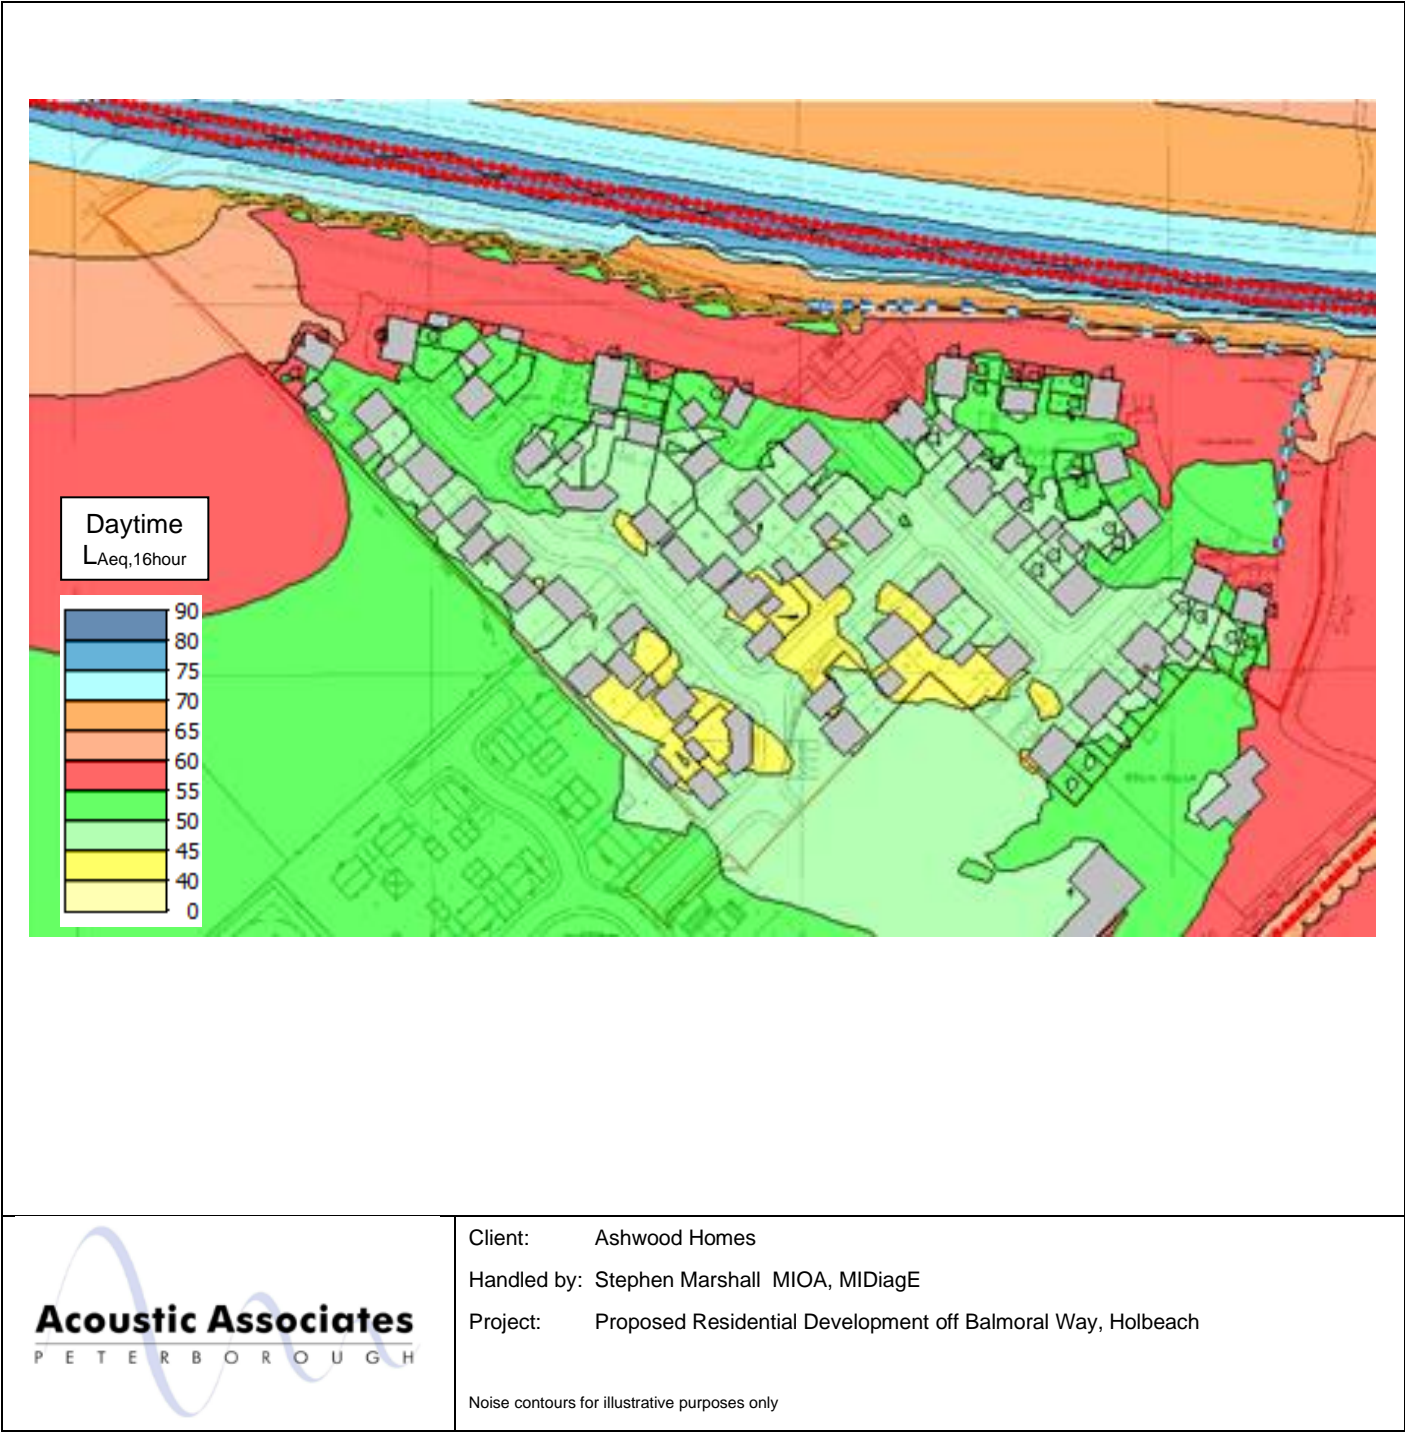 Daytime
LAeq,16hour
90
80
75
70
65
60
55
50
45
40
0
Acoustic Associates
PETERBOROUGH
Client: Ashwood Homes
Handled by: Stephen Marshall MIOA, MIDiagE
Project: Proposed Residential Development off Balmoral Way, Holbeach
Noise contours for illustrative purposes only